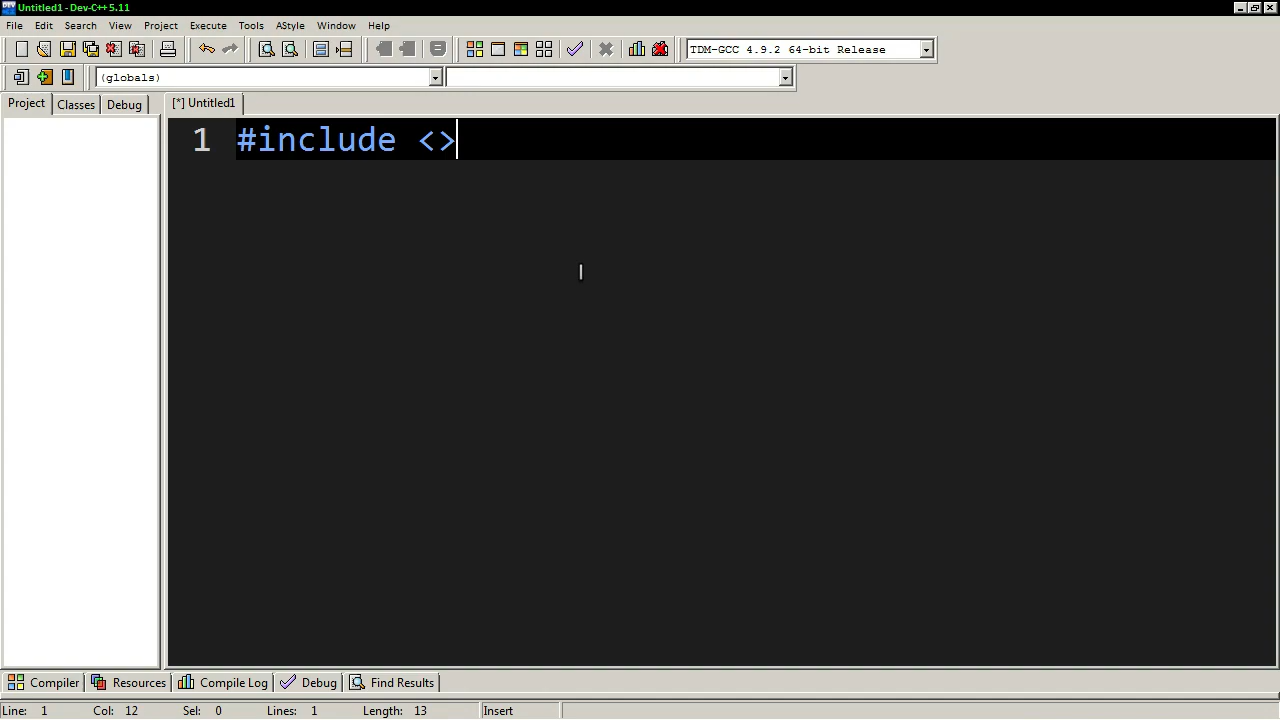 Untitled1 - Dev-C++ 5.11
File Edit Search View Project Execute Tools AStyle Window Help
TDM-GCC 4.9.2 64-bit Release
(globals)
Project Classes Debug [*] Untitled1
1 #include <>
Compiler Resources Compile Log Debug Find Results
Line: 1 Col: 12 Sel: 0 Lines: 1 Length: 13 Insert